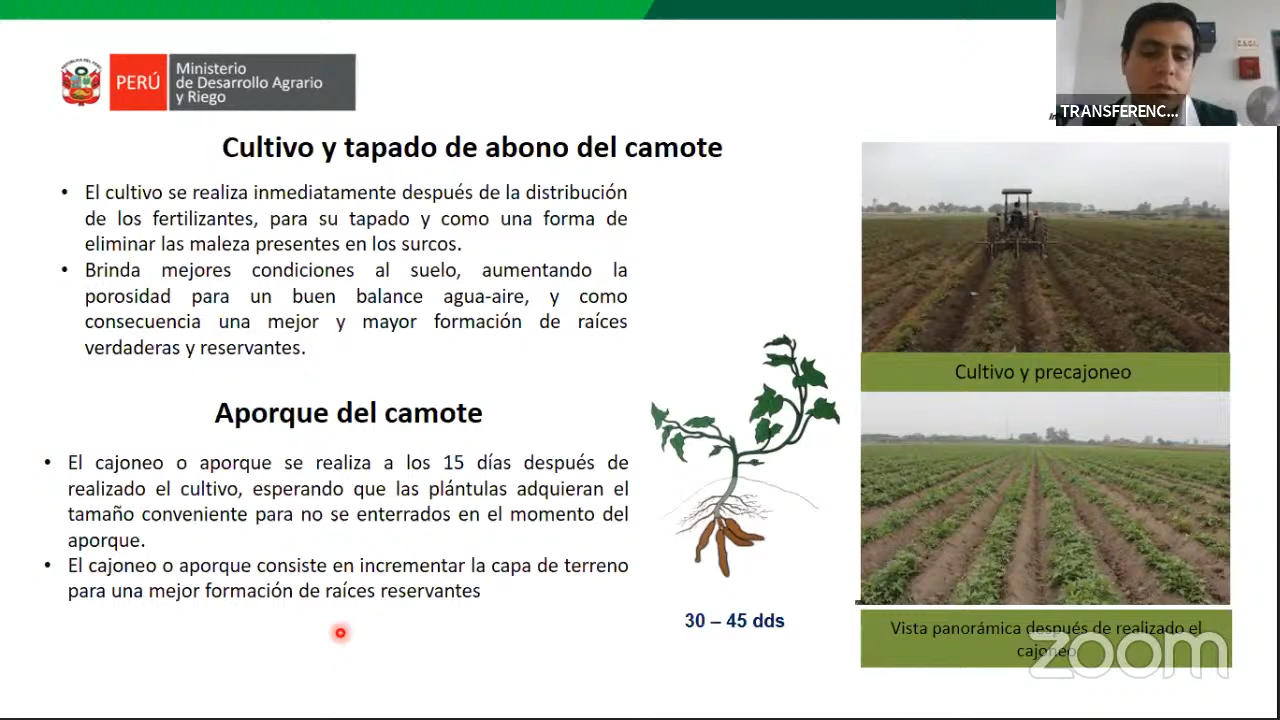 PERÚ
Ministerio
de Desarrollo Agrario
y Riego
TRANSFERENC...
Cultivo y tapado de abono del camote
• El cultivo se realiza inmediatamente después de la distribución
de los fertilizantes, para su tapado y como una forma de
eliminar las maleza presentes en los surcos.
• Brinda mejores condiciones al suelo, aumentando la
porosidad para un buen balance agua-aire, y como
consecuencia una mejor y mayor formación de raíces
verdaderas y reservantes.
Aporque del camote
• El cajoneo o aporque se realiza a los 15 días después de
realizado el cultivo, esperando que las plántulas adquieran el
tamaño conveniente para no se enterrados en el momento del
aporque.
• El cajoneo o aporque consiste en incrementar la capa de terreno
para una mejor formación de raíces reservantes
30 – 45 dds
Cultivo y precajoneo
Vista panorámica después de realizado el
cajoneo
zoom